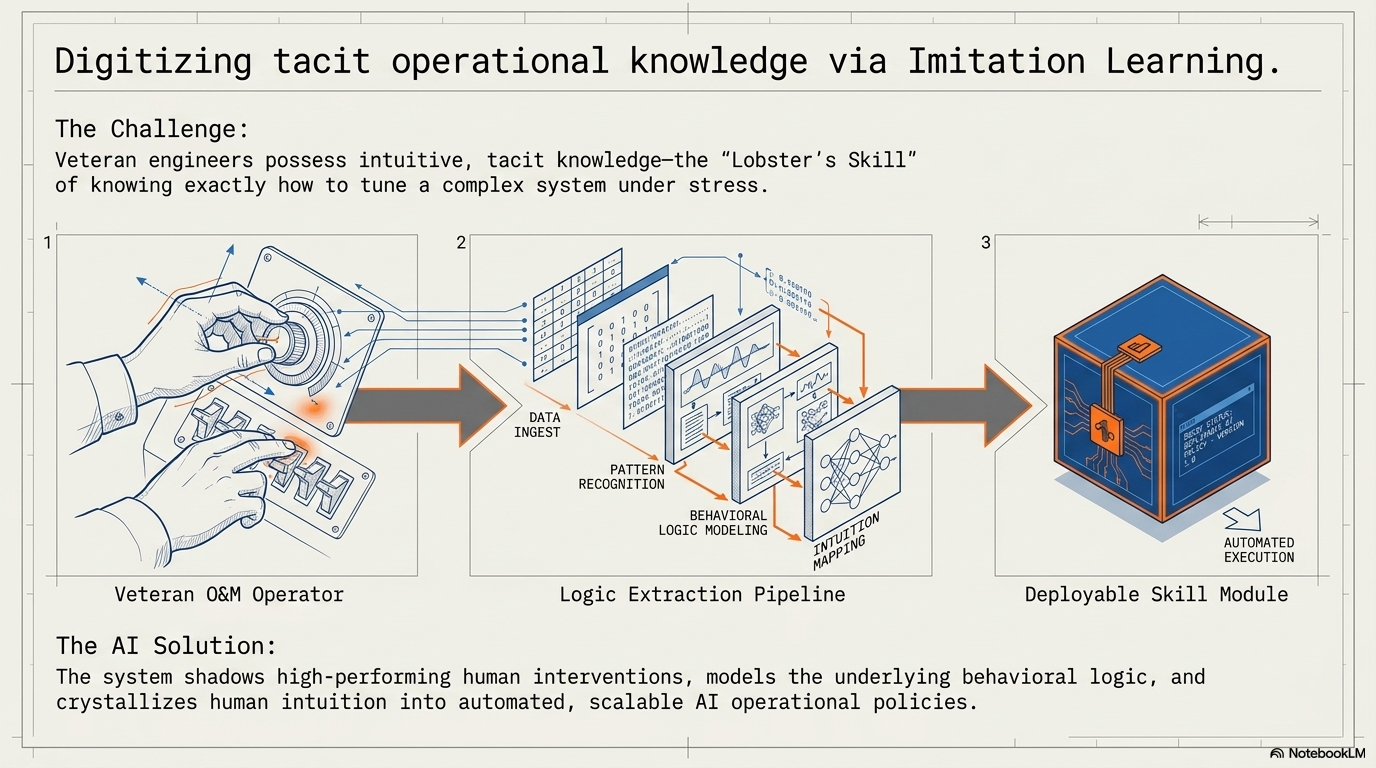 Digitizing tacit operational knowledge via Imitation Learning.
The Challenge:
Veteran engineers possess intuitive, tacit knowledge—the “Lobster’s Skill”
of knowing exactly how to tune a complex system under stress.
1
2
3
DATA
INGEST
PATTERN
RECOGNITION
BEHAVIORAL
LOGIC MODELING
INTUITION
MAPPING
AUTOMATED
EXECUTION
Veteran O&M Operator
Logic Extraction Pipeline
Deployable Skill Module
The AI Solution:
The system shadows high-performing human interventions, models the underlying behavioral logic, and
crystallizes human intuition into automated, scalable AI operational policies.
NotebookLM